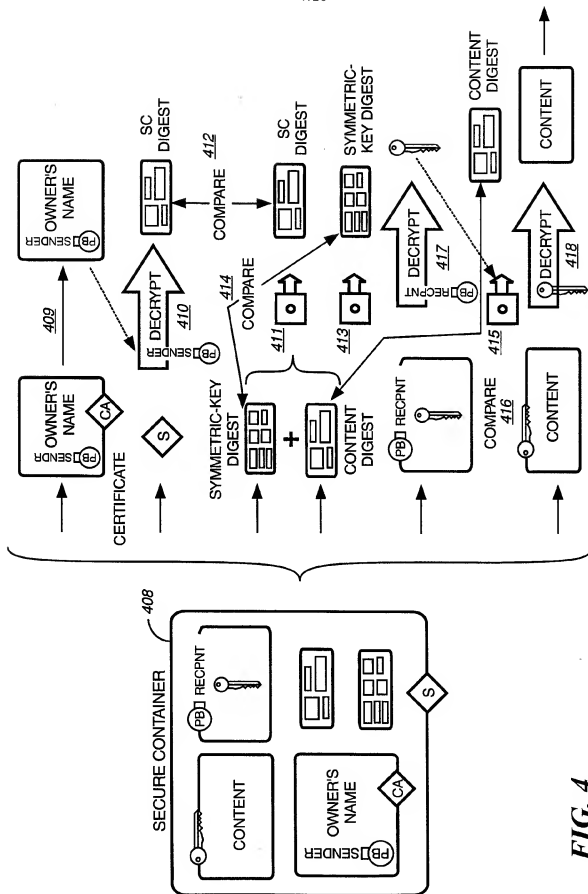 SECURE CONTAINER
408
CONTENT
PB RECPNT
OWNER'S
NAME
PB SENDER
CA
S
FIG. 4
OWNER'S
NAME
PB SENDR
CA
CERTIFICATE
409
OWNER'S
NAME
PB SENDER
S
DECRYPT
410
PB SENDER
SC
DIGEST
COMPARE
412
SYMMETRIC-KEY
DIGEST
+
CONTENT
DIGEST
414
COMPARE
411
SC
DIGEST
413
SYMMETRIC-
KEY DIGEST
PB RECPNT
DECRYPT
417
PB RECPNT
COMPARE
416
415
CONTENT
DIGEST
CONTENT
DECRYPT
418
CONTENT